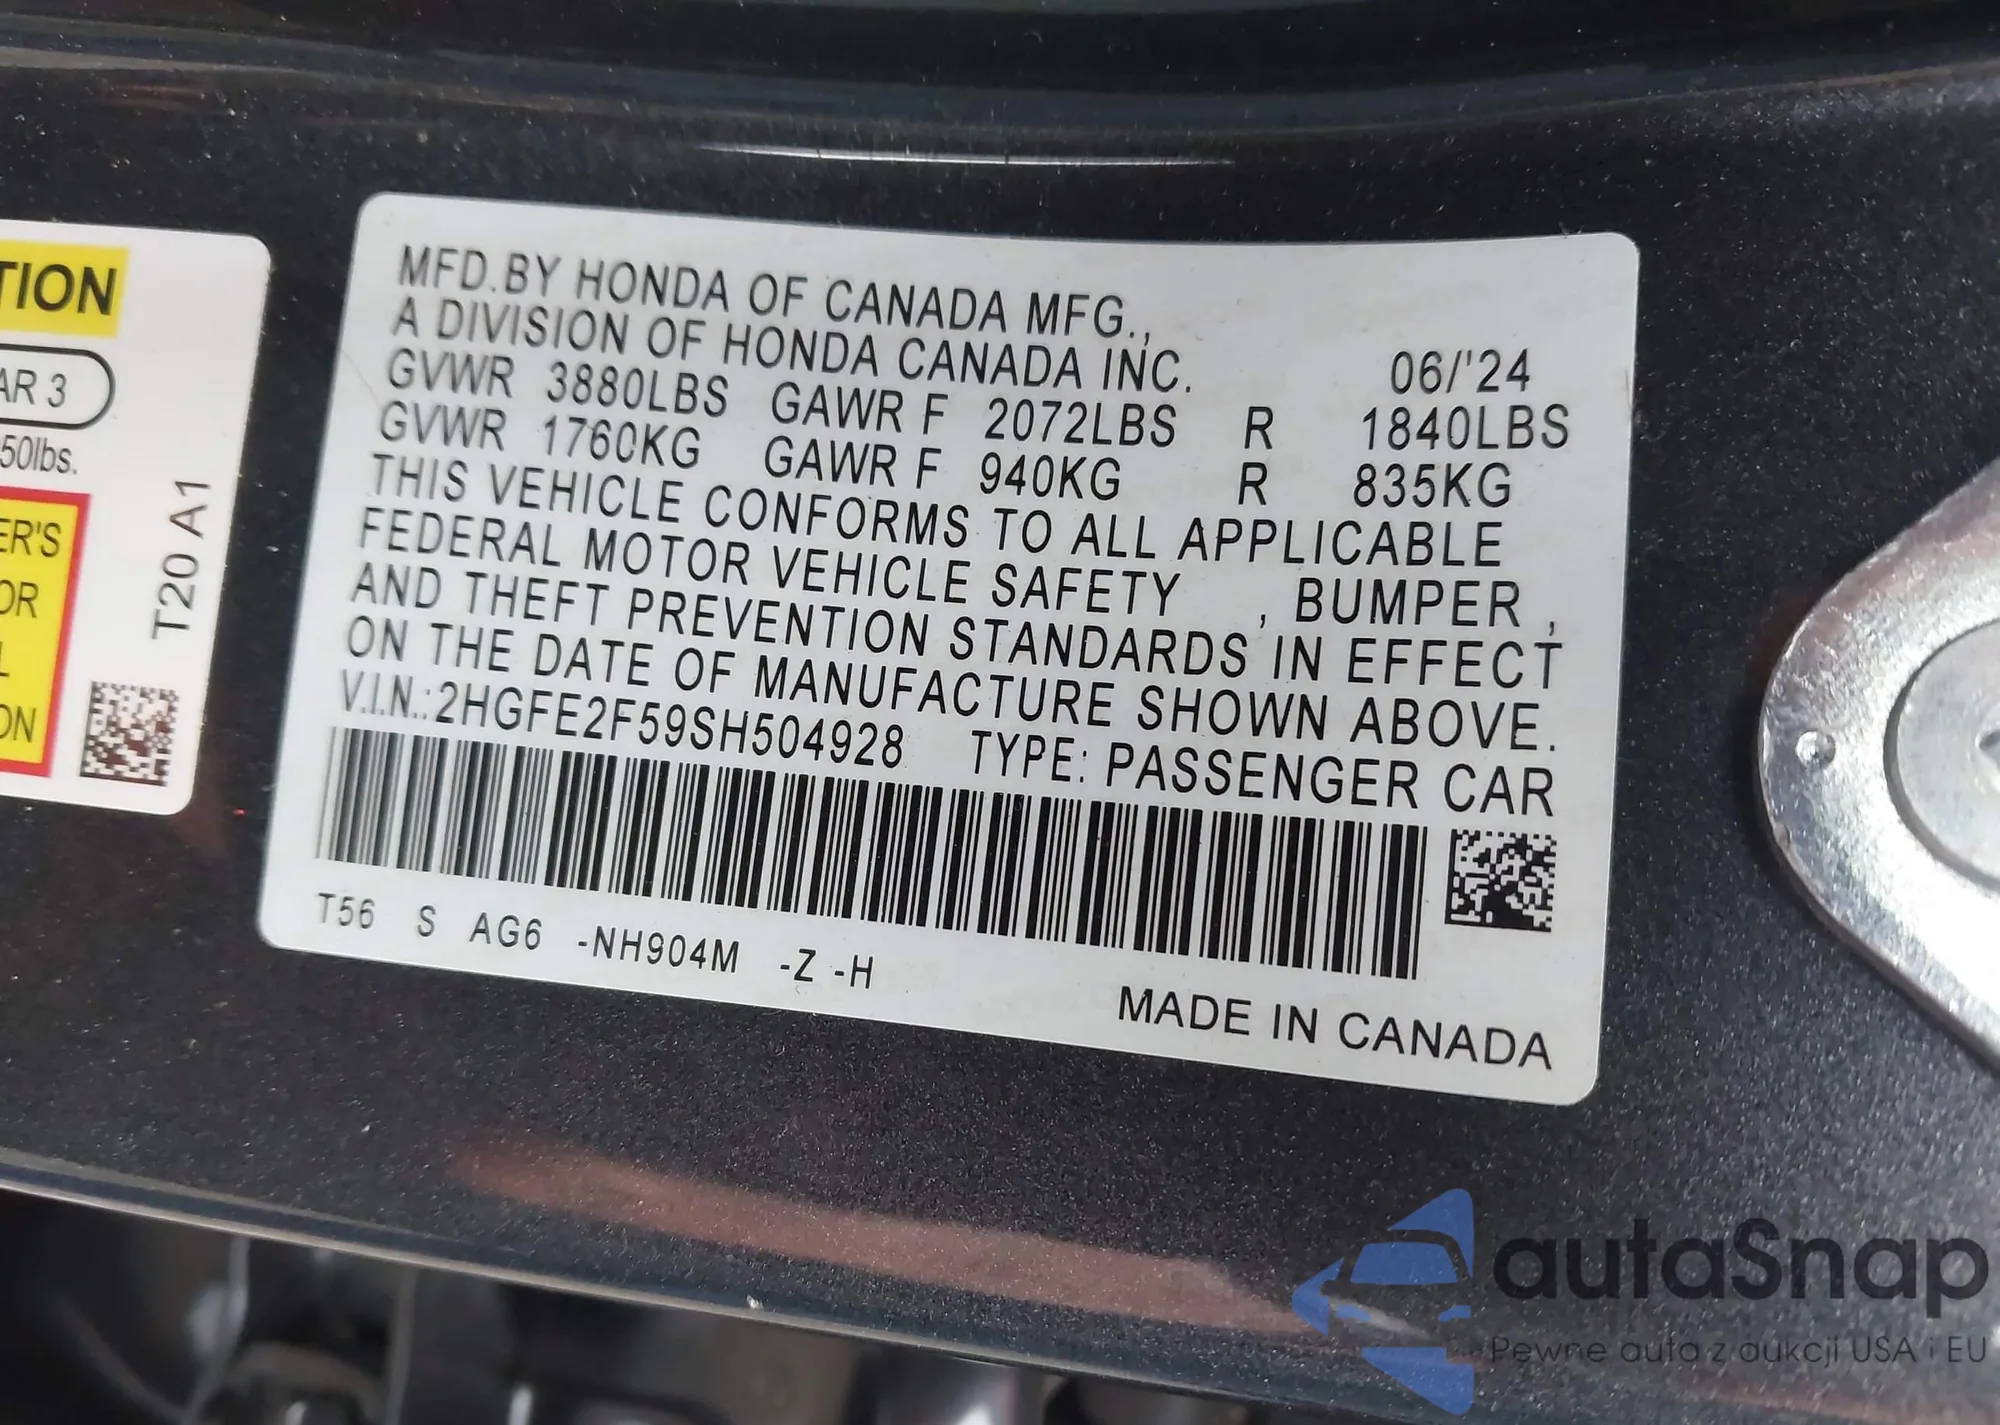 TION
AR 3
50lbs.
ER'S
OR
L
ON
T20 A1
MFD.BY HONDA OF CANADA MFG.,
A DIVISION OF HONDA CANADA INC. 06/'24
GVWR 3880LBS GAWR F 2072LBS R 1840LBS
GVWR 1760KG GAWR F 940KG R 835KG
THIS VEHICLE CONFORMS TO ALL APPLICABLE
FEDERAL MOTOR VEHICLE SAFETY , BUMPER ,
AND THEFT PREVENTION STANDARDS IN EFFECT
ON THE DATE OF MANUFACTURE SHOWN ABOVE.
V.I.N.:2HGFE2F59SH504928 TYPE: PASSENGER CAR
T56 S AG6 -NH904M -Z -H
MADE IN CANADA
autaSnap
Pewne auta z aukcji USA i EU